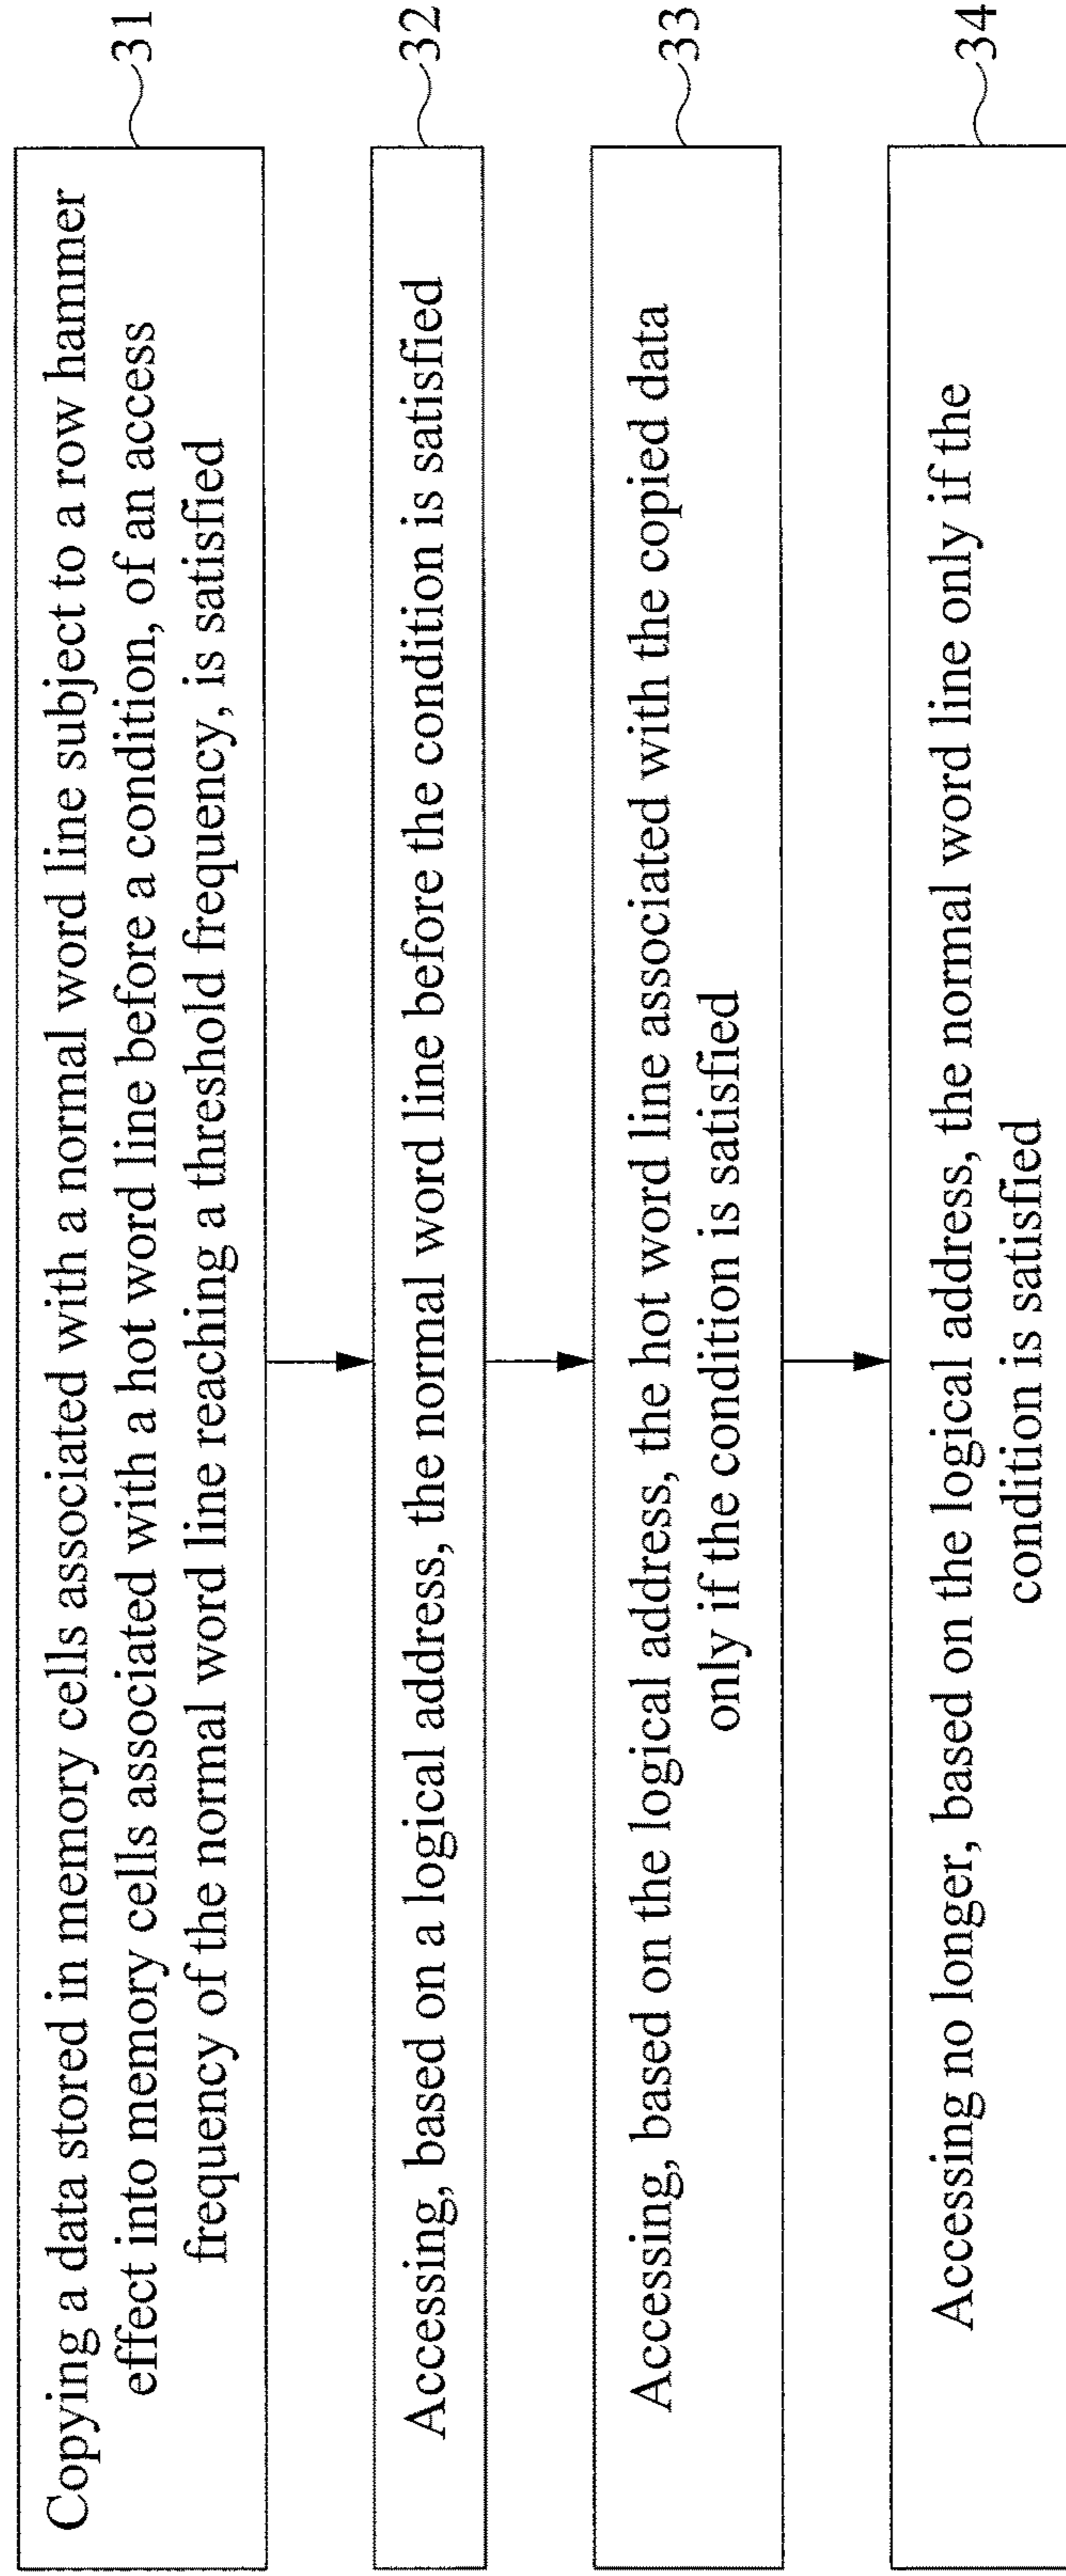 Copying a data stored in memory cells associated with a normal word line subject to a row hammer
effect into memory cells associated with a hot word line before a condition, of an access
frequency of the normal word line reaching a threshold frequency, is satisfied
31
Accessing, based on a logical address, the normal word line before the condition is satisfied
32
Accessing, based on the logical address, the hot word line associated with the copied data
only if the condition is satisfied
33
Accessing no longer, based on the logical address, the normal word line only if the
condition is satisfied
34